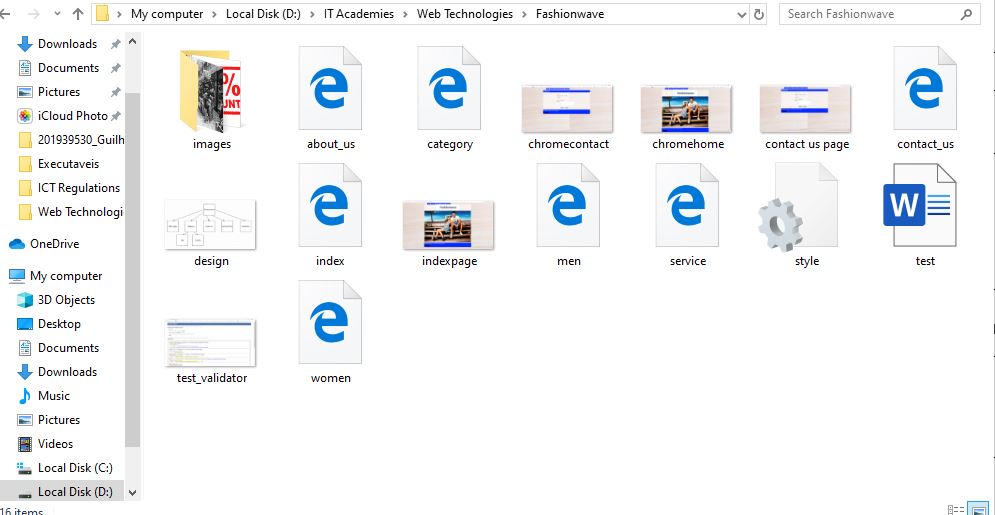 My computer > Local Disk (D:) > IT Academies > Web Technologies > Fashionwave
Search Fashionwave
Downloads
Documents
Pictures
iCloud Photo
201939530_Guilh
Executaveis
ICT Regulations
Web Technologi
OneDrive
My computer
3D Objects
Desktop
Documents
Downloads
Music
Pictures
Videos
Local Disk (C:)
Local Disk (D:)
16 items
images
about_us
category
chromecontact
chromehome
contact us page
contact_us
design
index
indexpage
men
service
style
W
test
test_validator
women